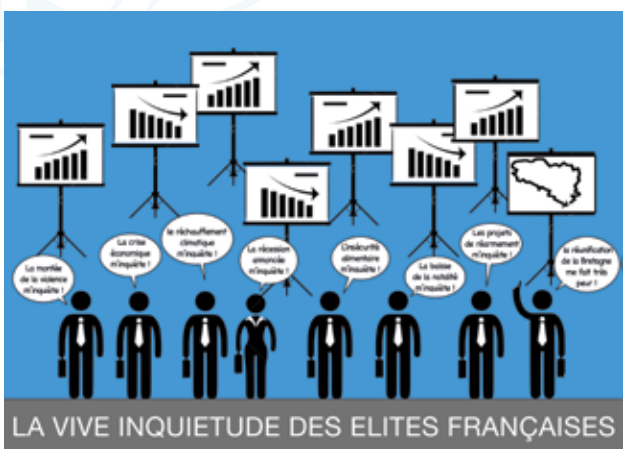 La montée
de la violence
m'inquiète !
La crise
économique
m'inquiète !
le réchauffement
climatique
m'inquiète !
La récession
annoncée
m'inquiète !
L'insécurité
alimentaire
m'inquiète !
La baisse
de la natalité
m'inquiète !
Les projets
de réarmement
m'inquiète !
la réunification
de la Bretagne
me fait très
peur !
LA VIVE INQUIETUDE DES ELITES FRANÇAISES